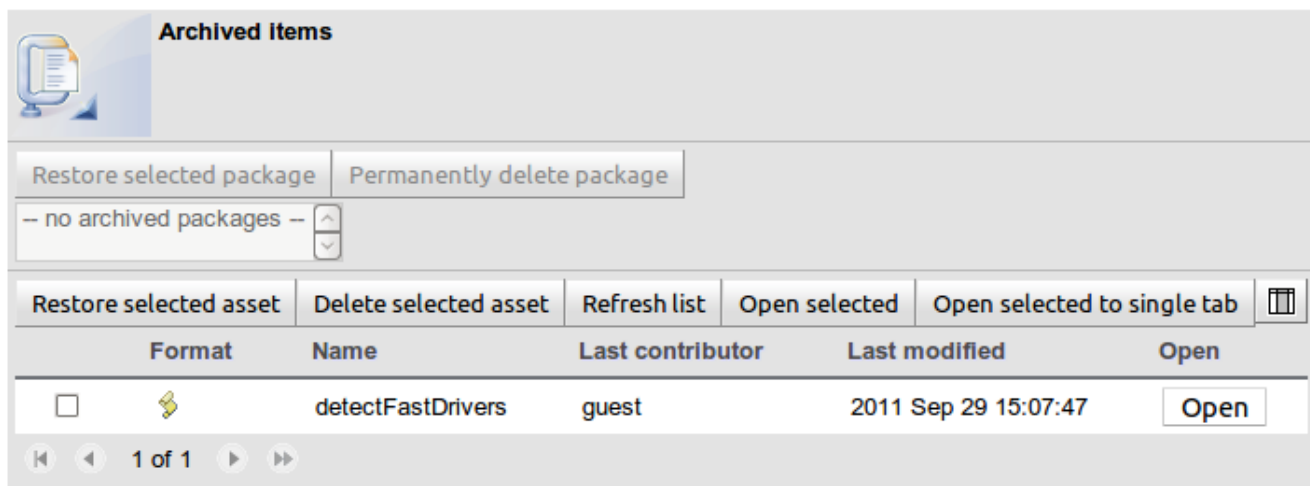 Archived items
Restore selected package Permanently delete package
-- no archived packages --
Restore selected asset Delete selected asset Refresh list Open selected Open selected to single tab
Format Name Last contributor Last modified Open
detectFastDrivers guest 2011 Sep 29 15:07:47 Open
1 of 1